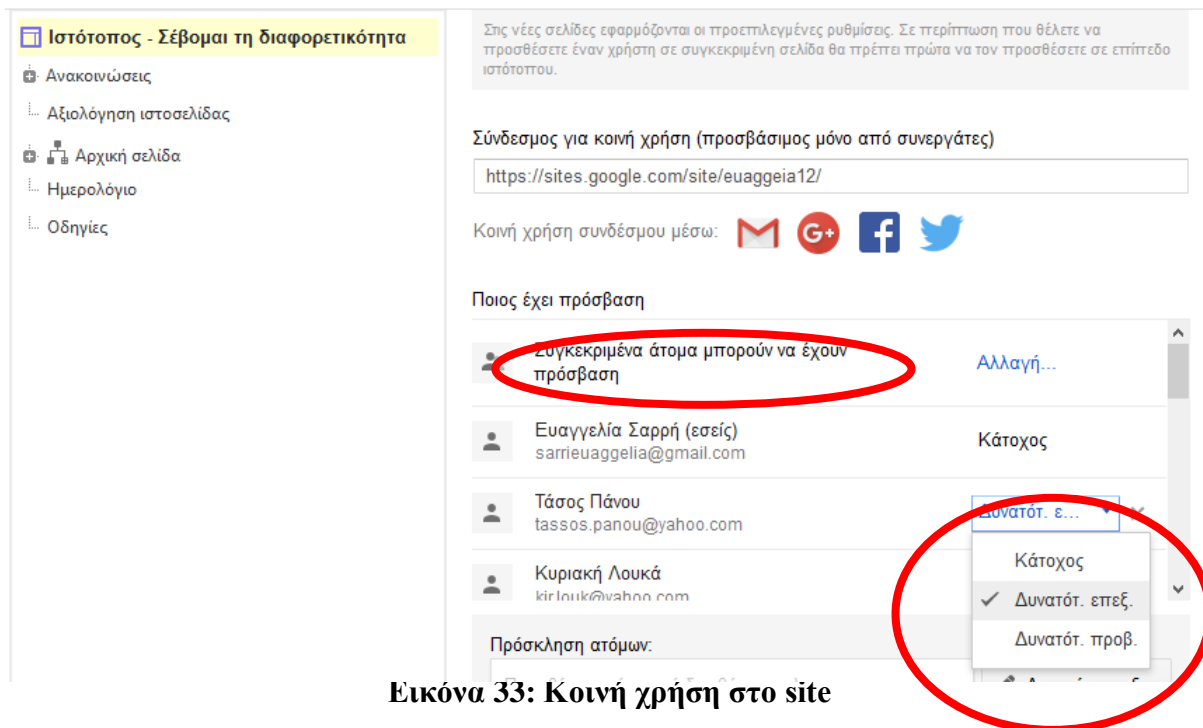 Ιστότοπος - Σέβομαι τη διαφορετικότητα
Ανακοινώσεις
Αξιολόγηση ιστοσελίδας
Αρχική σελίδα
Ημερολόγιο
Οδηγίες
Στις νέες σελίδες εφαρμόζονται οι προεπιλεγμένες ρυθμίσεις. Σε περίπτωση που θέλετε να
προσθέσετε έναν χρήστη σε συγκεκριμένη σελίδα θα πρέπει πρώτα να τον προσθέσετε σε επίπεδο
ιστότοπου.
Σύνδεσμος για κοινή χρήση (προσβάσιμος μόνο από συνεργάτες)
https://sites.google.com/site/euaggeia12/
Κοινή χρήση συνδέσμου μέσω:
G+
Ποιος έχει πρόσβαση
Συγκεκριμένα άτομα μπορούν να έχουν
πρόσβαση
Αλλαγή...
Ευαγγελία Σαρρή (εσείς)
sarrieuaggelia@gmail.com
Κάτοχος
Τάσος Πάνου
tassos.panou@yahoo.com
Δυνατότ. ε...
Κυριακή Λουκά
kir.louk@yahoo.com
Κάτοχος
Δυνατότ. επεξ.
Δυνατότ. προβ.
Πρόσκληση ατόμων:
Εικόνα 33: Κοινή χρήση στο site